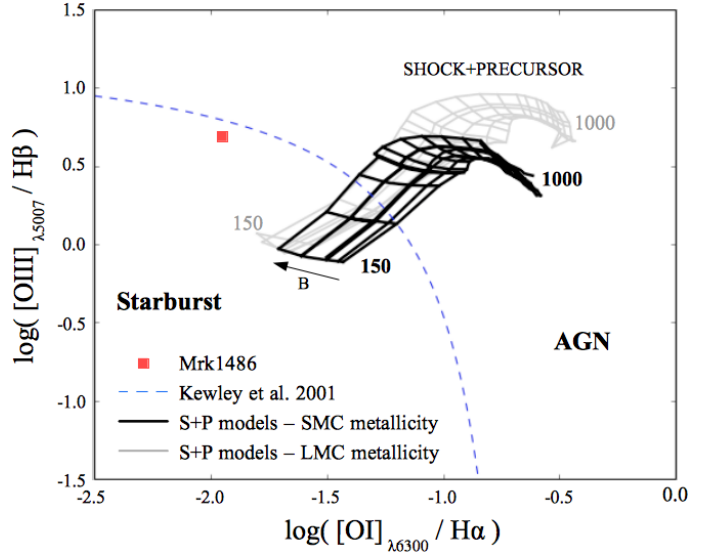 1.5
1.0
0.5
0.0
-0.5
-1.0
-1.5
log( [OIII] λ5007 / Hβ )
SHOCK+PRECURSOR
1000
1000
150
150
B
Starburst
AGN
Mrk1486
Kewley et al. 2001
S+P models – SMC metallicity
S+P models – LMC metallicity
-2.5 -2.0 -1.5 -1.0 -0.5 0.0
log( [OI] λ6300 / Hα )